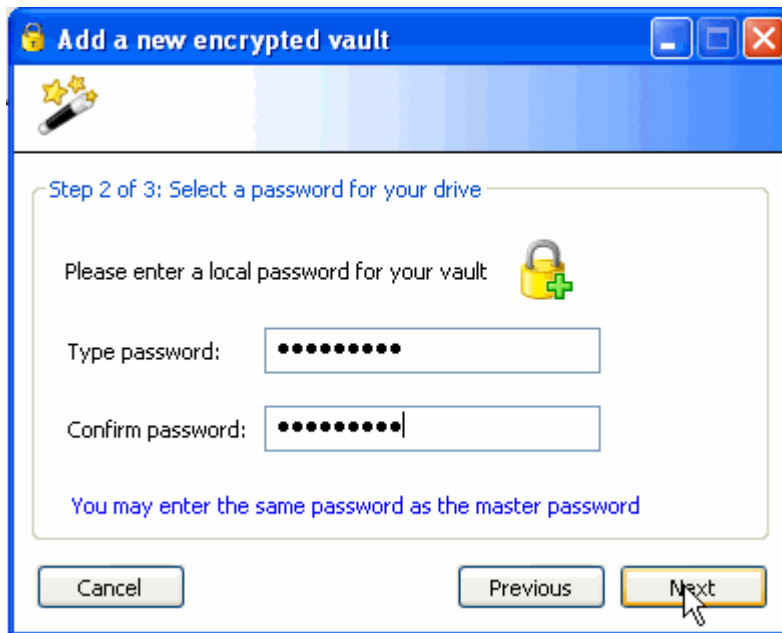 Add a new encrypted vault
Step 2 of 3: Select a password for your drive
Please enter a local password for your vault
Type password: •••••••••
Confirm password: •••••••••
You may enter the same password as the master password
Cancel Previous Next